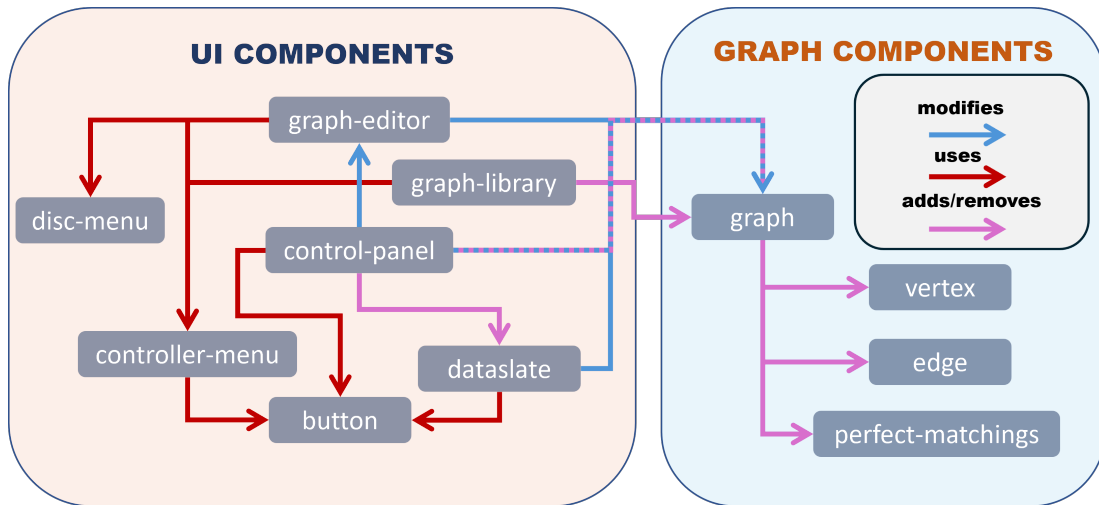 UI COMPONENTS
graph-editor
graph-library
disc-menu
control-panel
controller-menu
dataslate
button
GRAPH COMPONENTS
modifies
uses
adds/removes
graph
vertex
edge
perfect-matchings